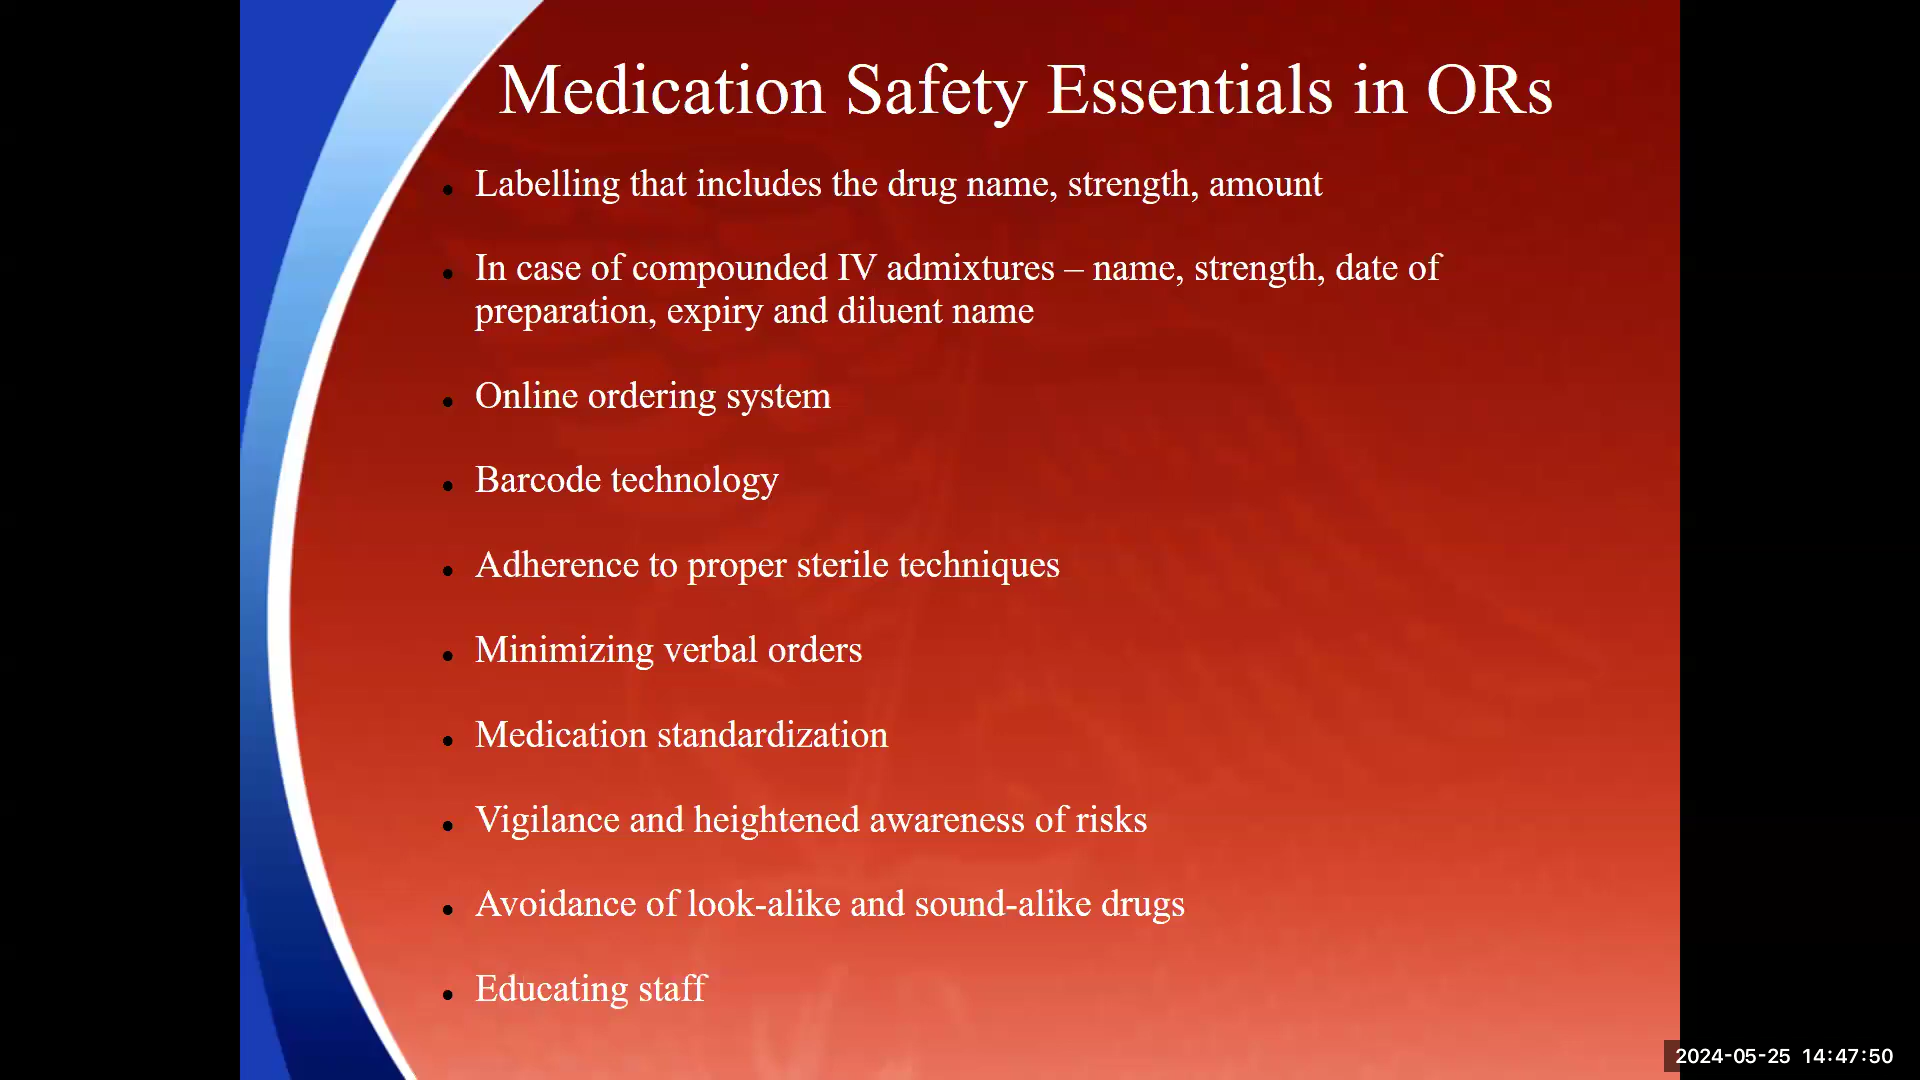 Medication Safety Essentials in ORs
• Labelling that includes the drug name, strength, amount
• In case of compounded IV admixtures – name, strength, date of
preparation, expiry and diluent name
• Online ordering system
• Barcode technology
• Adherence to proper sterile techniques
• Minimizing verbal orders
• Medication standardization
• Vigilance and heightened awareness of risks
• Avoidance of look-alike and sound-alike drugs
• Educating staff
2024-05-25 14:47:50